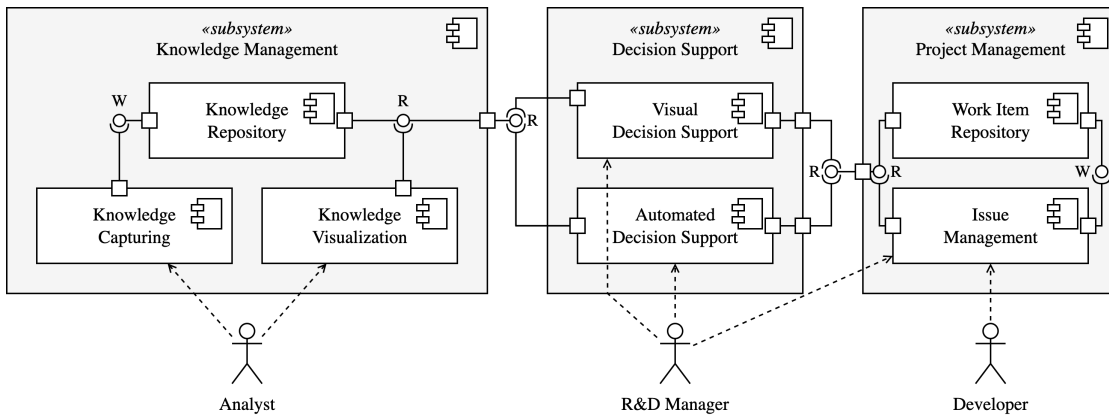 «subsystem»
Knowledge Management
W
Knowledge
Repository
R
R
Knowledge
Capturing
Knowledge
Visualization
«subsystem»
Decision Support
Visual
Decision Support
Automated
Decision Support
R
«subsystem»
Project Management
R
Work Item
Repository
W
Issue
Management
Analyst
R&D Manager
Developer